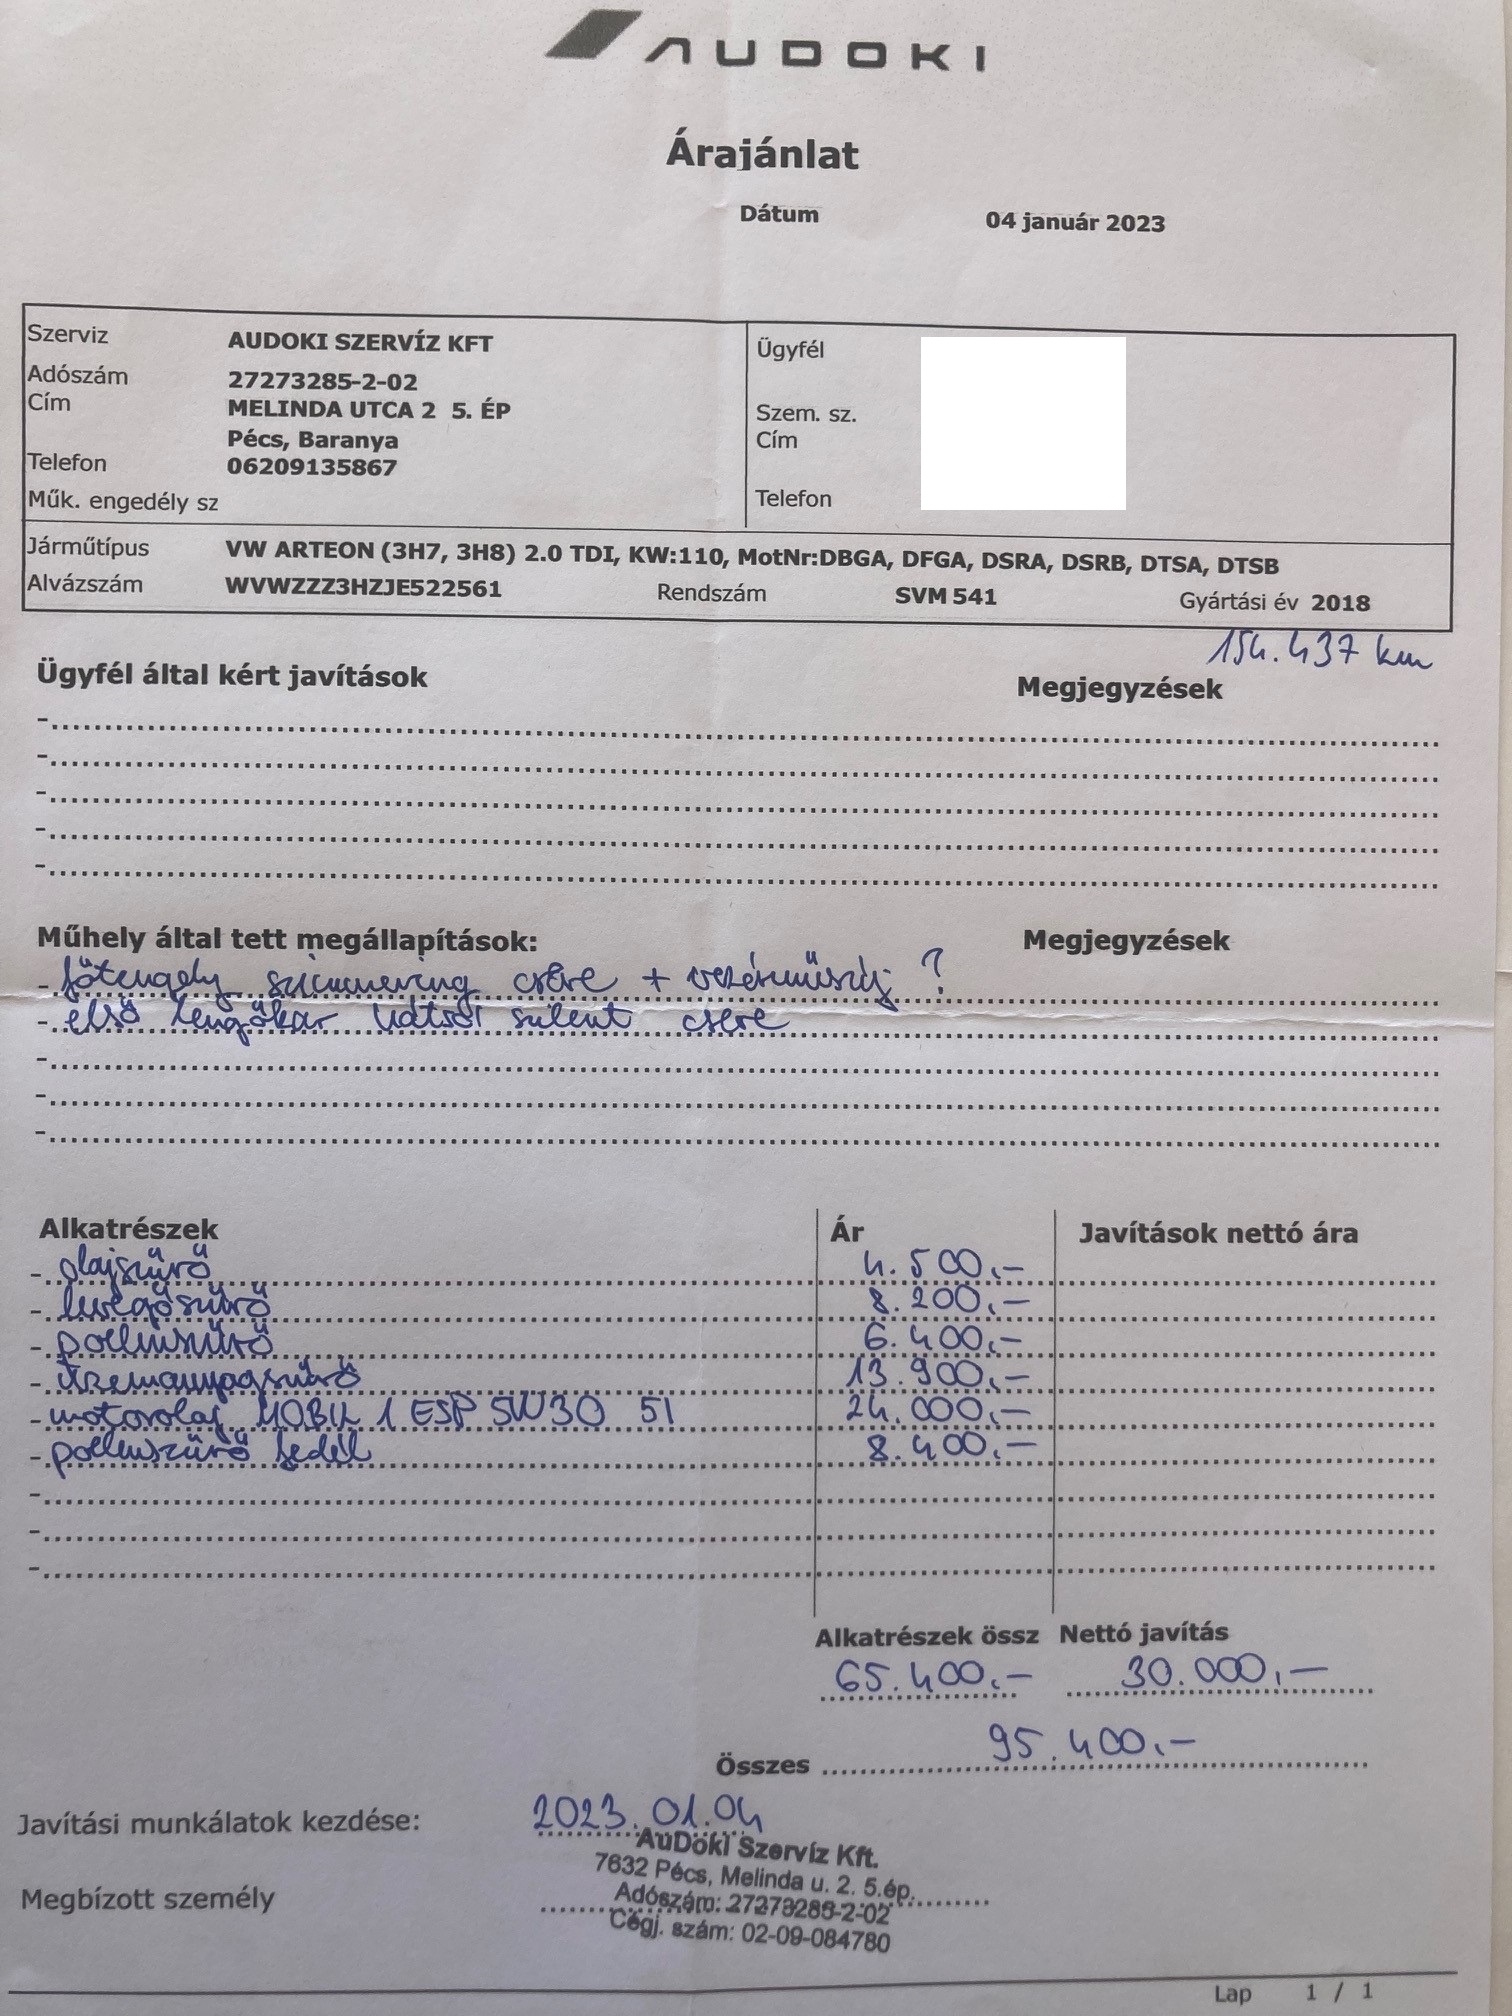 AUDOKI
Árajánlat
Dátum 04 január 2023
Szerviz AUDOKI SZERVÍZ KFT
Adószám 27273285-2-02
Cím MELINDA UTCA 2 5. ÉP
Pécs, Baranya
Telefon 06209135867
Műk. engedély sz
Ügyfél
Szem. sz.
Cím
Telefon
Járműtípus VW ARTEON (3H7, 3H8) 2.0 TDI, KW:110, MotNr:DBGA, DFGA, DSRA, DSRB, DTSA, DTSB
Alvázszám WVWZZZ3HZJE522561 Rendszám SVM 541 Gyártási év 2018
154.437 km
Ügyfél által kért javítások Megjegyzések
-
-
-
-
-
Műhely által tett megállapítások: Megjegyzések
- főtengely szimmering csere + vezérműszíj ?
- első lengőkar hátsó szilent csere
-
-
-
Alkatrészek Ár Javítások nettó ára
- olajszűrő 4.500.-
- levegőszűrő 8.200.-
- pollenszűrő 6.400.-
- üzemanyagszűrő 13.900.-
- motorolaj MOBIL 1 ESP 5W30 5l 24.000.-
- pollenszűrő fedél 8.400.-
-
-
-
Alkatrészek össz Nettó javítás
65.400.- 30.000,-
Összes 95.400.-
Javítási munkálatok kezdése: 2023.01.04
Megbízott személy
AuDoki Szervíz Kft.
7632 Pécs, Melinda u. 2. 5.ép.
Adószám: 27273285-2-02
Cégj. szám: 02-09-084780
Lap 1 / 1